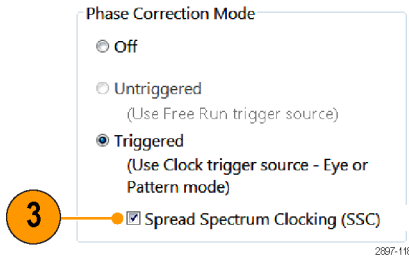 Phase Correction Mode
Off
Untriggered
(Use Free Run trigger source)
Triggered
(Use Clock trigger source - Eye or
Pattern mode)
3
Spread Spectrum Clocking (SSC)
2897-118